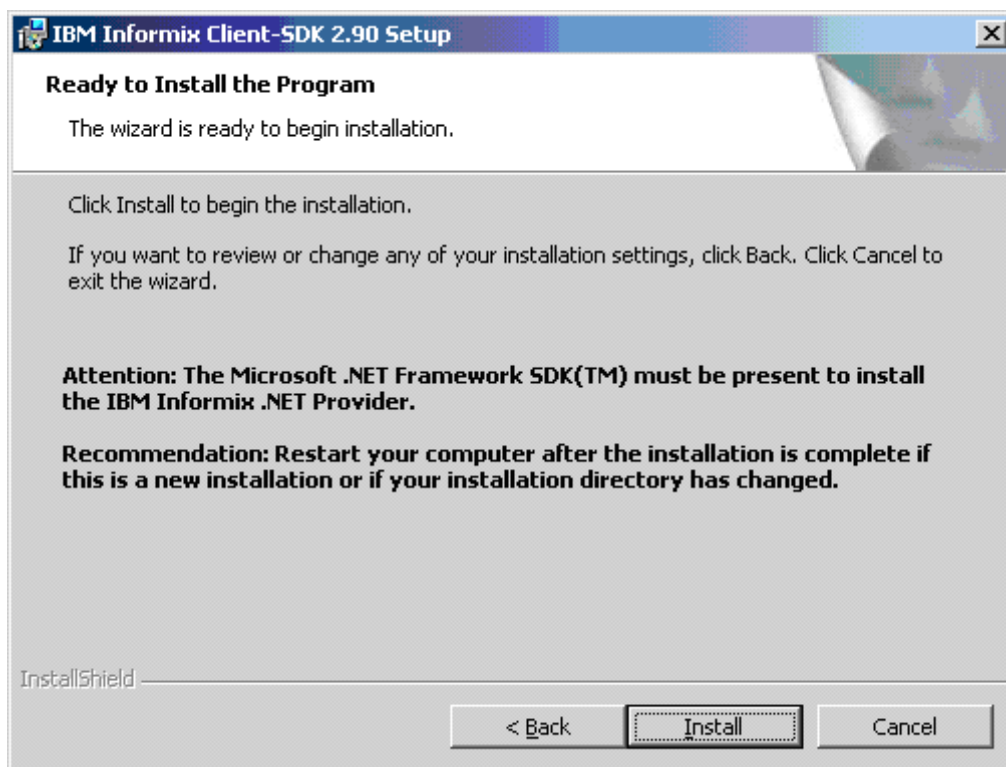 IBM Informix Client-SDK 2.90 Setup
Ready to Install the Program
The wizard is ready to begin installation.
Click Install to begin the installation.
If you want to review or change any of your installation settings, click Back. Click Cancel to
exit the wizard.
Attention: The Microsoft .NET Framework SDK(TM) must be present to install
the IBM Informix .NET Provider.
Recommendation: Restart your computer after the installation is complete if
this is a new installation or if your installation directory has changed.
InstallShield
< Back Install Cancel